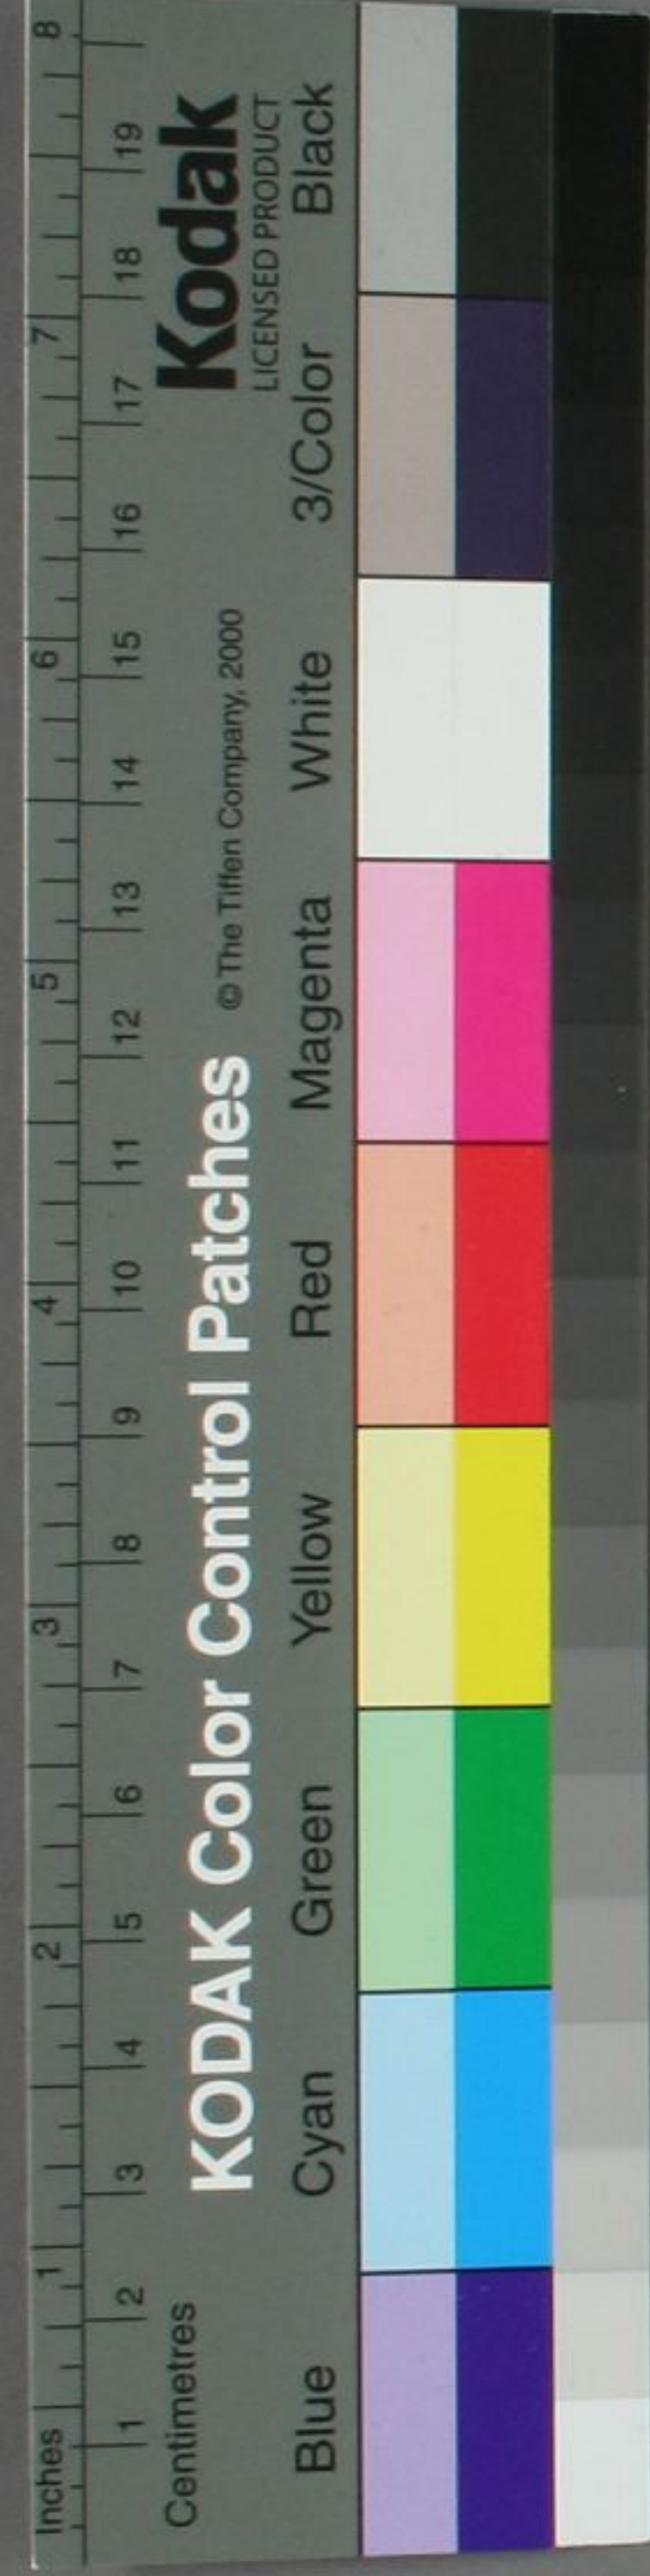 Inches 1 2 3 4 5 6 7 8
1 2 3 4 5 6 7 8 9 10 11 12 13 14 15 16 17 18 19
Centimetres
KODAK Color Control Patches © The Tiffen Company, 2000 Kodak
LICENSED PRODUCT
Blue Cyan Green Yellow Red Magenta White 3/Color Black